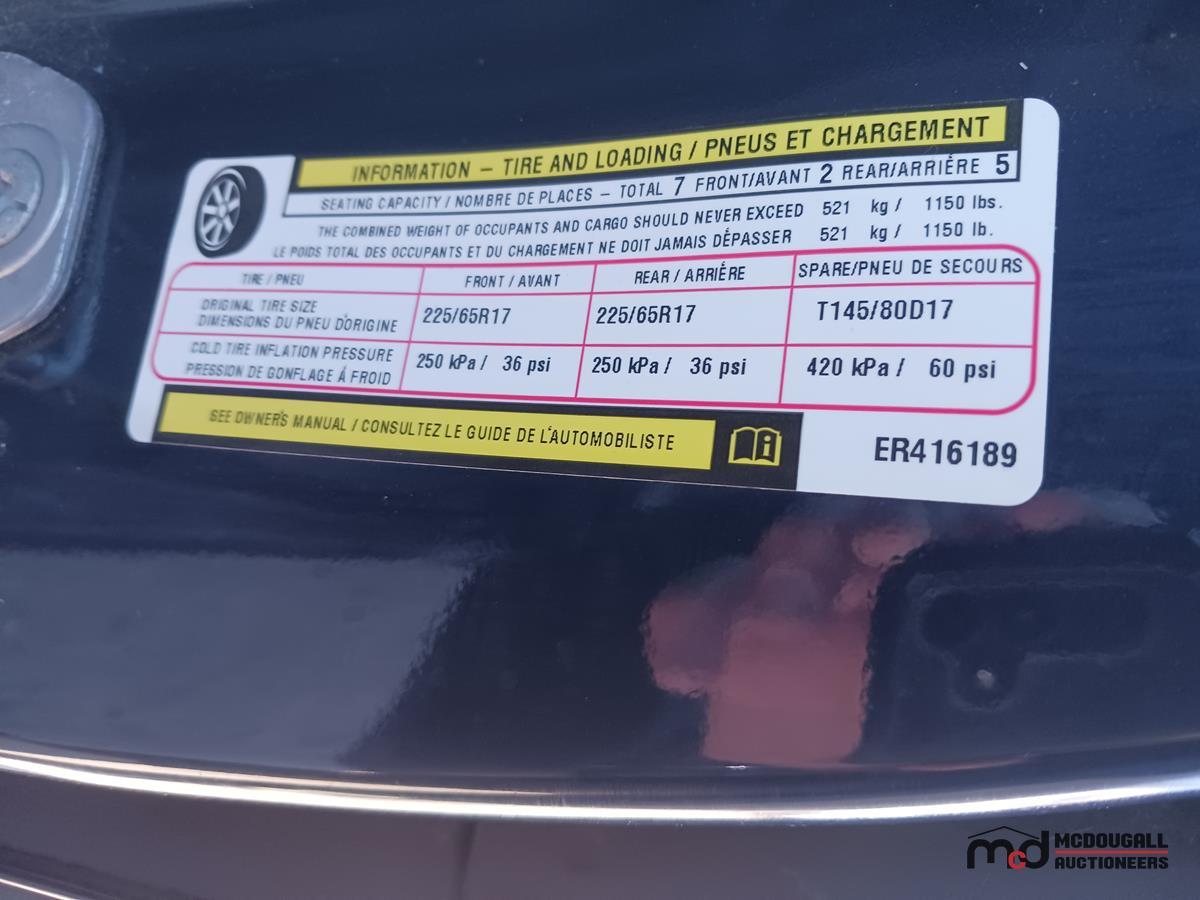 INFORMATION – TIRE AND LOADING / PNEUS ET CHARGEMENT
SEATING CAPACITY / NOMBRE DE PLACES – TOTAL 7 FRONT/AVANT 2 REAR/ARRIÈRE 5
THE COMBINED WEIGHT OF OCCUPANTS AND CARGO SHOULD NEVER EXCEED 521 kg / 1150 lbs.
LE POIDS TOTAL DES OCCUPANTS ET DU CHARGEMENT NE DOIT JAMAIS DÉPASSER 521 kg / 1150 lb.
TIRE / PNEU FRONT / AVANT REAR / ARRIÈRE SPARE/PNEU DE SECOURS
ORIGINAL TIRE SIZE
DIMENSIONS DU PNEU D'ORIGINE 225/65R17 225/65R17 T145/80D17
COLD TIRE INFLATION PRESSURE
PRESSION DE GONFLAGE À FROID 250 kPa / 36 psi 250 kPa / 36 psi 420 kPa / 60 psi
SEE OWNER'S MANUAL / CONSULTEZ LE GUIDE DE L'AUTOMOBILISTE
ER416189
mcd MCDOUGALL
AUCTIONEERS